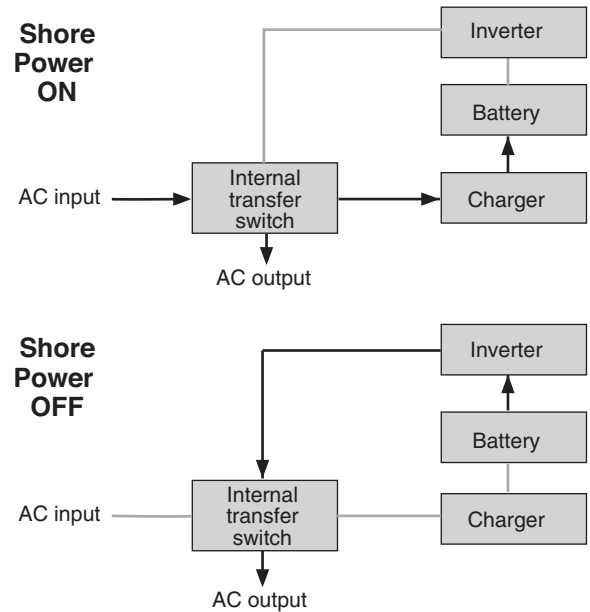 Shore
Power
ON
Inverter
Battery
AC input
Internal
transfer
switch
Charger
AC output
Shore
Power
OFF
Inverter
Battery
AC input
Internal
transfer
switch
Charger
AC output